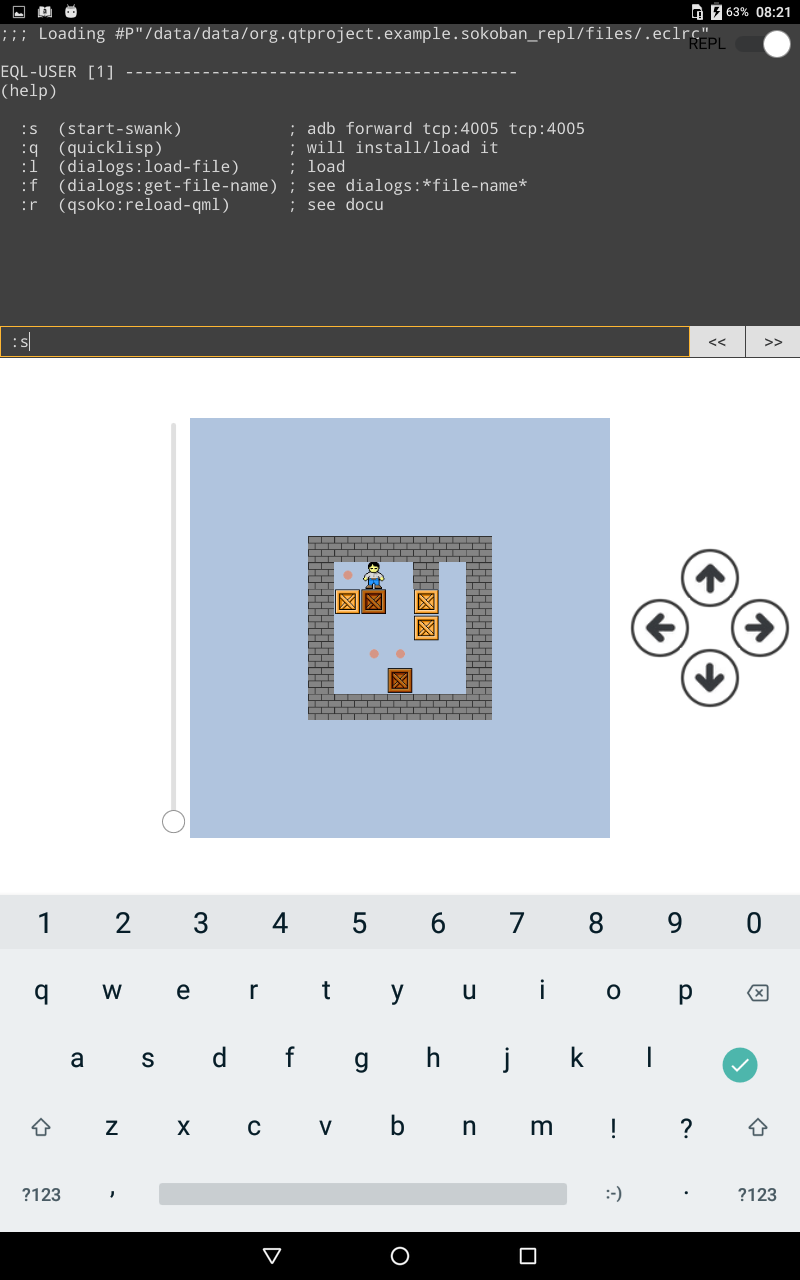 63% 08:21
;;; Loading #P"/data/data/org.qtproject.example.sokoban_repl/files/.eclrc"
REPL
EQL-USER [1] -----------------------------------------
(help)
:s (start-swank) ; adb forward tcp:4005 tcp:4005
:q (quicklisp) ; will install/load it
:l (dialogs:load-file) ; load
:f (dialogs:get-file-name) ; see dialogs:*file-name*
:r (qsoko:reload-qml) ; see docu
:s << >>
1 2 3 4 5 6 7 8 9 0
q w e r t y u i o p
a s d f g h j k l
z x c v b n m ! ?
?123 , :-) . ?123